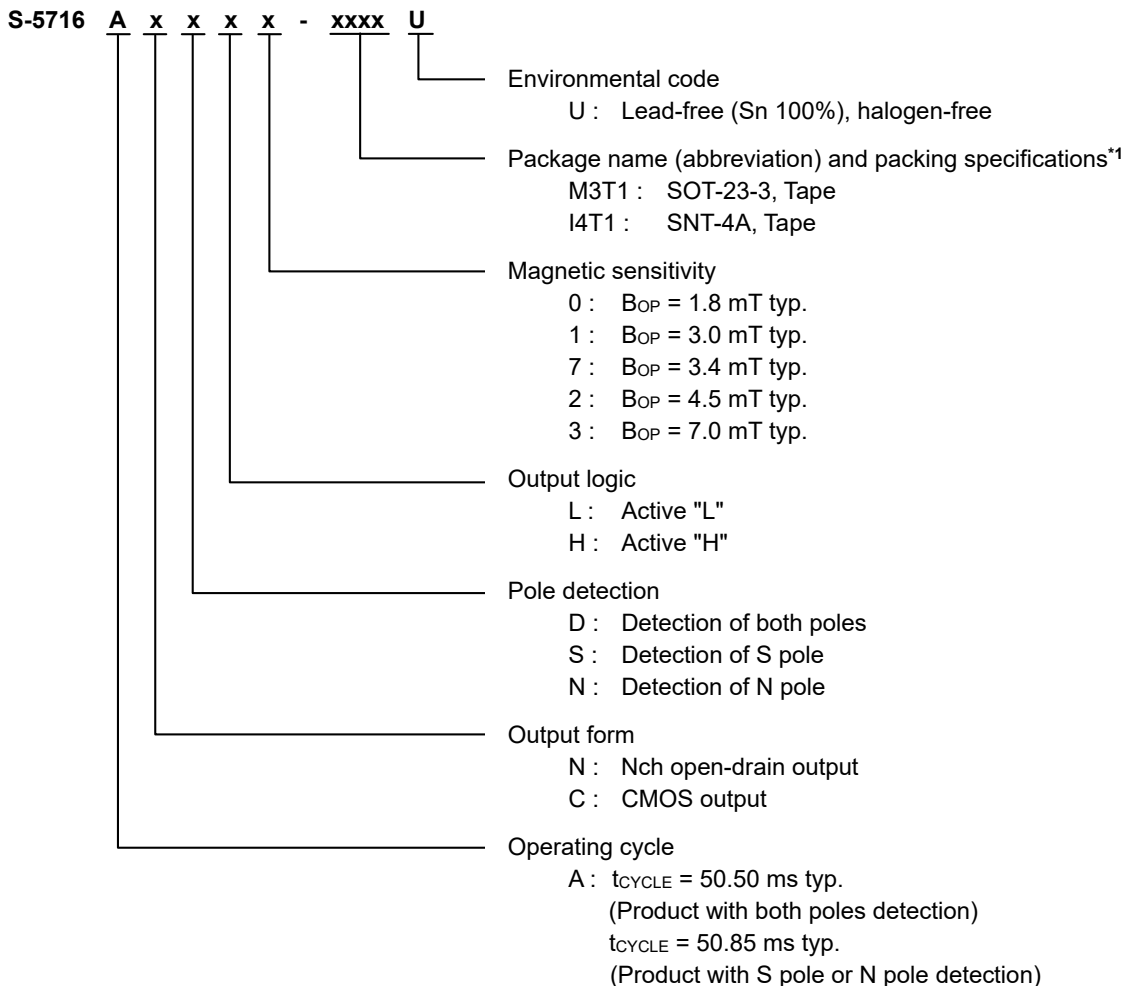 S-5716 A x x x x - xxxx U
Environmental code
U : Lead-free (Sn 100%), halogen-free
Package name (abbreviation) and packing specifications*1
M3T1 : SOT-23-3, Tape
I4T1 : SNT-4A, Tape
Magnetic sensitivity
0 : BOP = 1.8 mT typ.
1 : BOP = 3.0 mT typ.
7 : BOP = 3.4 mT typ.
2 : BOP = 4.5 mT typ.
3 : BOP = 7.0 mT typ.
Output logic
L : Active "L"
H : Active "H"
Pole detection
D : Detection of both poles
S : Detection of S pole
N : Detection of N pole
Output form
N : Nch open-drain output
C : CMOS output
Operating cycle
A : tCYCLE = 50.50 ms typ.
(Product with both poles detection)
tCYCLE = 50.85 ms typ.
(Product with S pole or N pole detection)